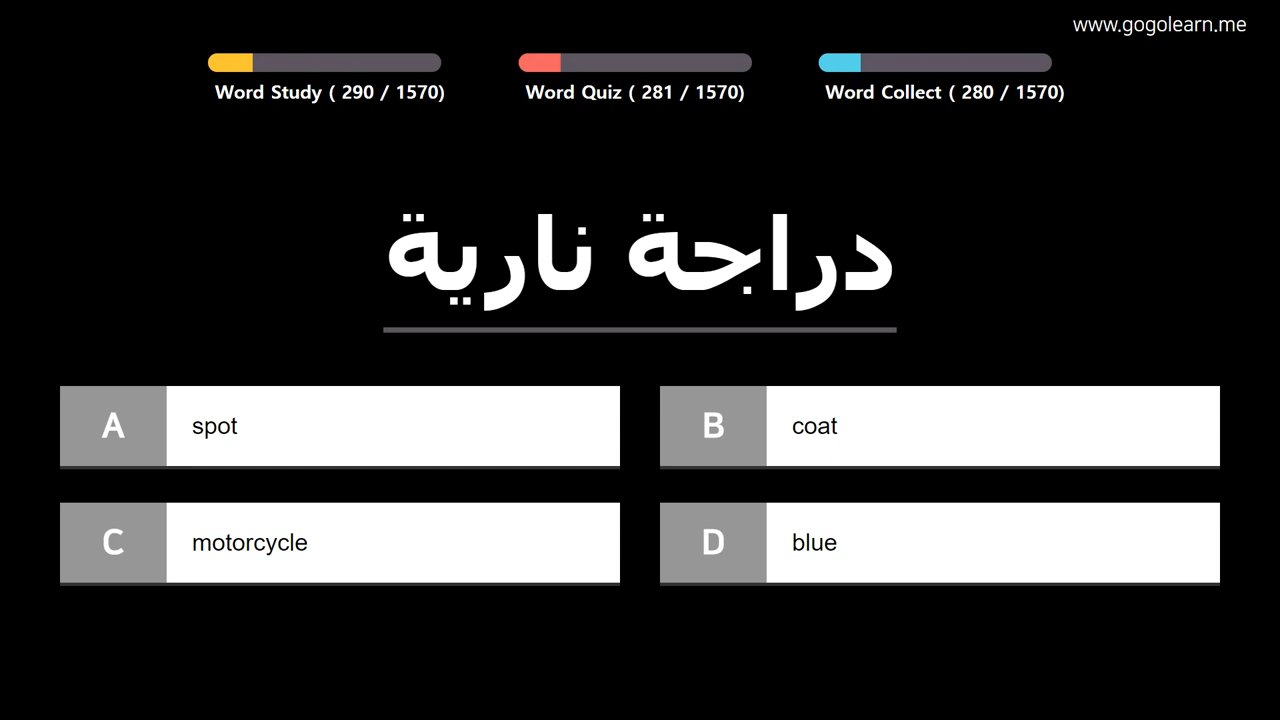 www.gogolearn.me
Word Study ( 290 / 1570)
Word Quiz ( 281 / 1570)
Word Collect ( 280 / 1570)
دراجة نارية
A spot
B coat
C motorcycle
D blue